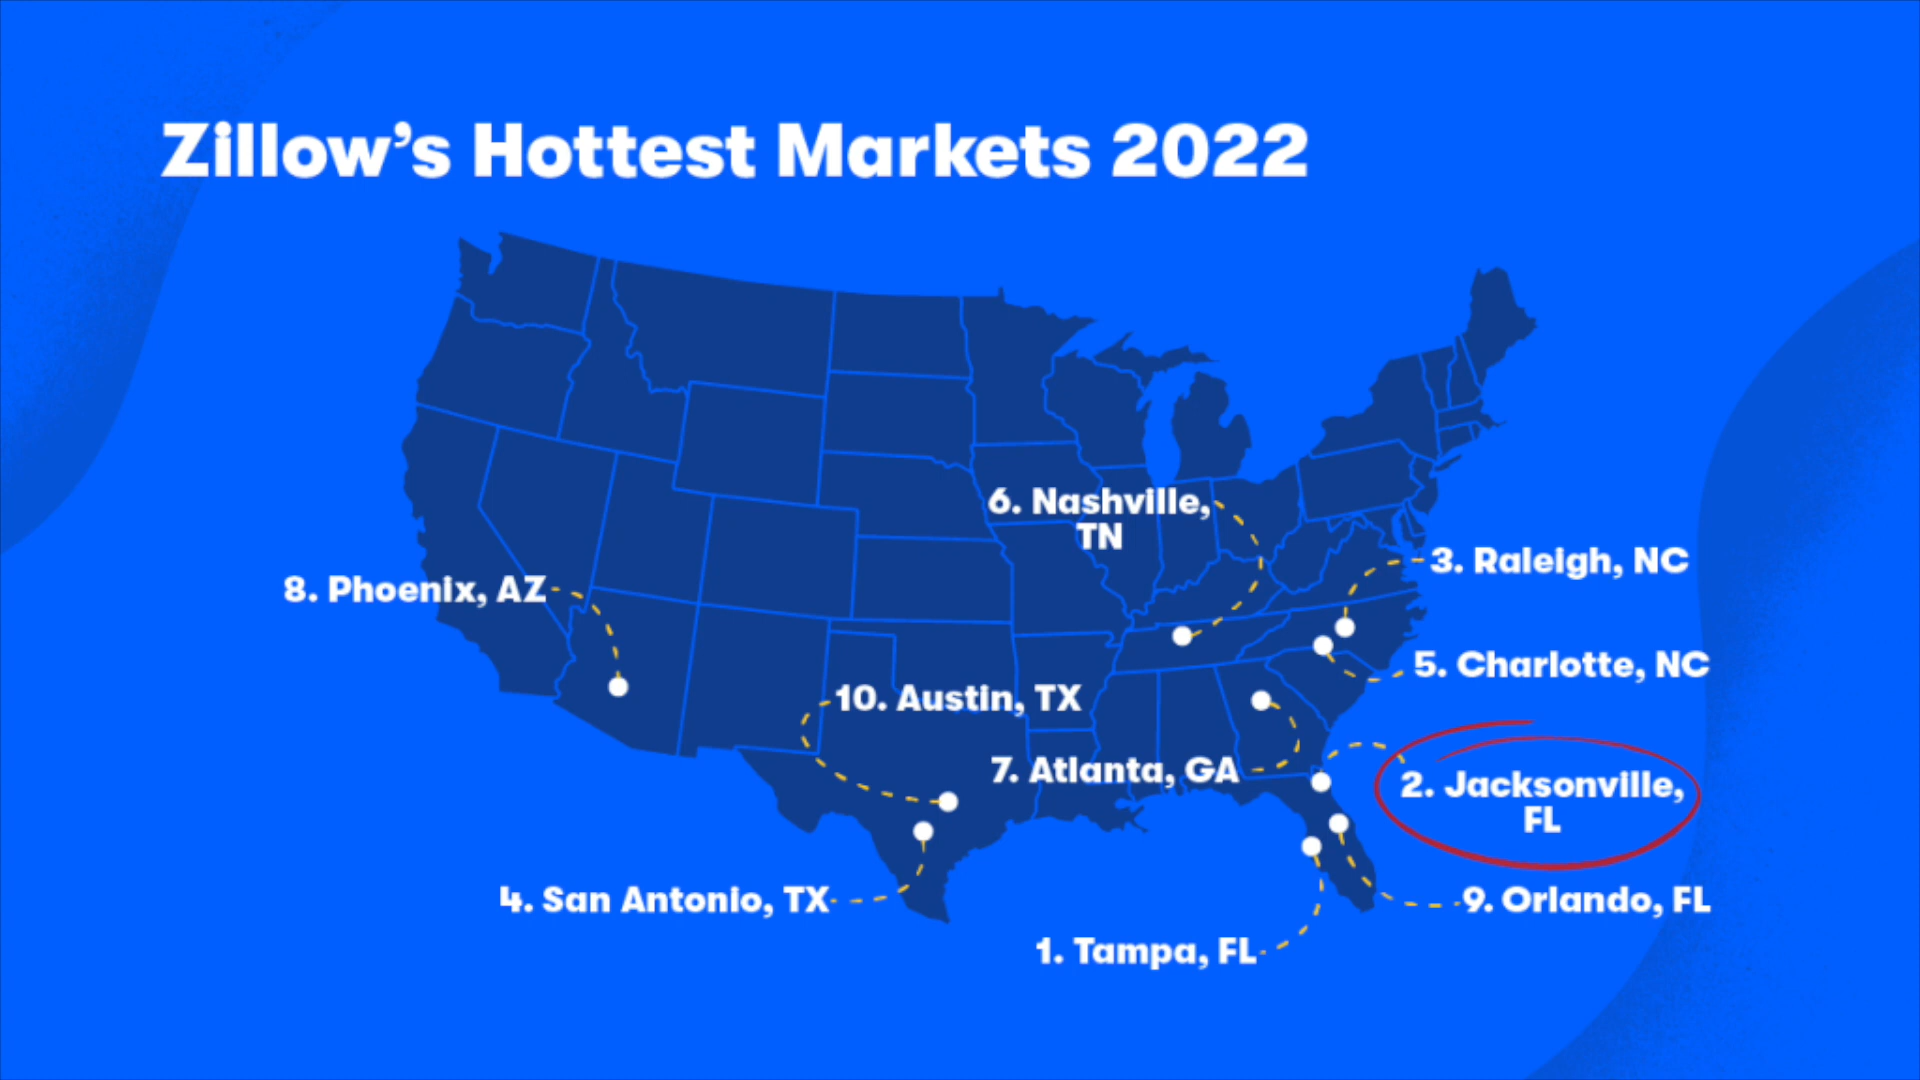 Zillow’s Hottest Markets 2022
6. Nashville,
TN
3. Raleigh, NC
8. Phoenix, AZ
5. Charlotte, NC
10. Austin, TX
7. Atlanta, GA
2. Jacksonville,
FL
4. San Antonio, TX
9. Orlando, FL
1. Tampa, FL